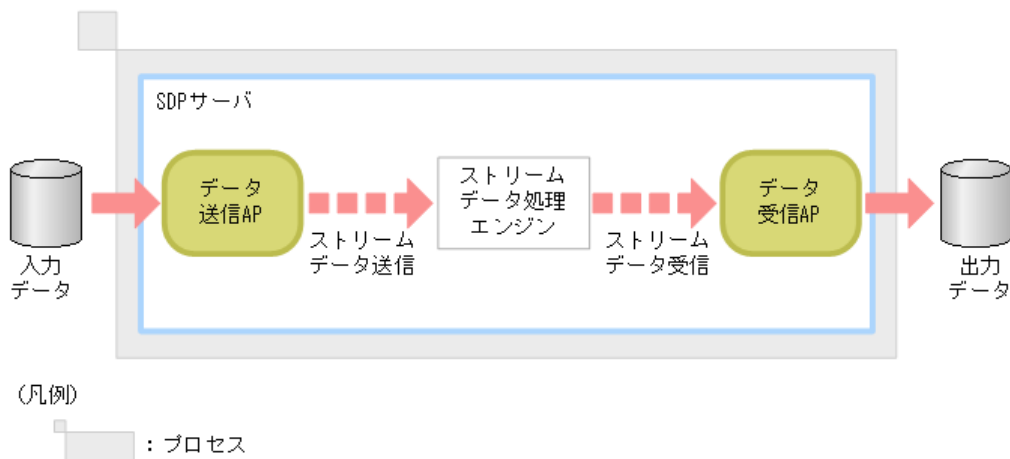 SDPサーバ
データ
送信AP
ストリーム
データ送信
ストリーム
データ処理
エンジン
ストリーム
データ受信
データ
受信AP
入力
データ
出力
データ
(凡例)
：プロセス